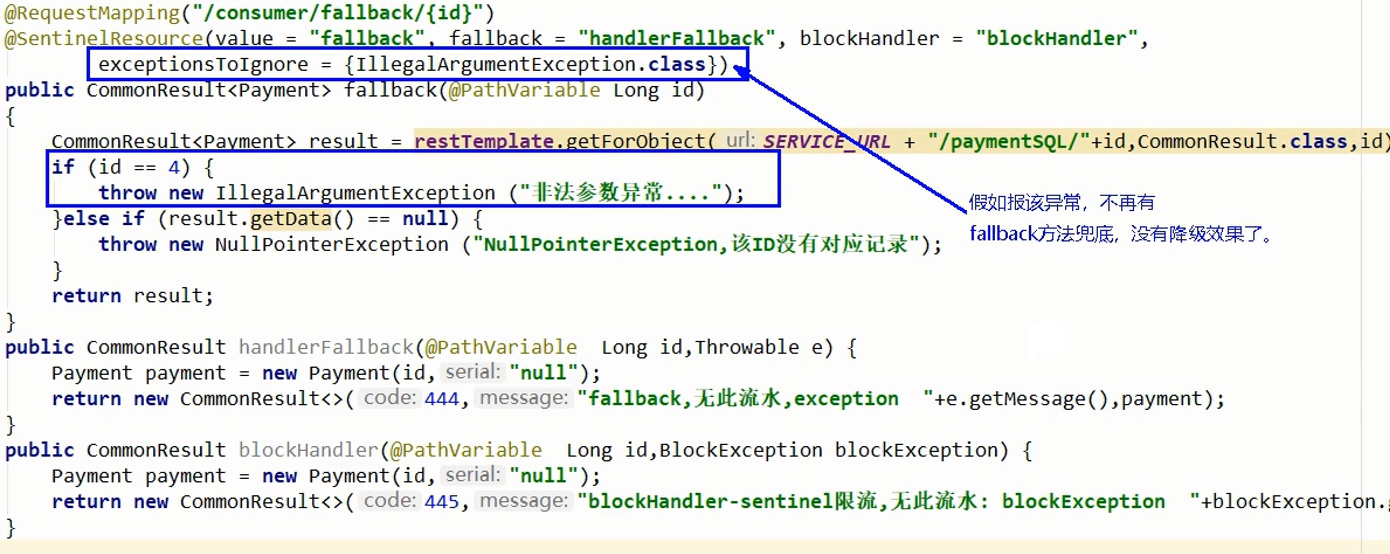 @RequestMapping("/consumer/fallback/{id}")
@SentinelResource(value = "fallback", fallback = "handlerFallback", blockHandler = "blockHandler",
exceptionsToIgnore = {IllegalArgumentException.class})
public CommonResult<Payment> fallback(@PathVariable Long id)
{
CommonResult<Payment> result = restTemplate.getForObject( url: SERVICE_URL + "/paymentSQL/"+id,CommonResult.class,id)
if (id == 4) {
throw new IllegalArgumentException ("非法参数异常....");
}else if (result.getData() == null) {
throw new NullPointerException ("NullPointerException,该ID没有对应记录");
}
return result;
}
假如报该异常，不再有
fallback方法兜底，没有降级效果了。
public CommonResult handlerFallback(@PathVariable  Long id,Throwable e) {
Payment payment = new Payment(id, serial: "null");
return new CommonResult<>( code: 444, message: "fallback,无此流水,exception  "+e.getMessage(),payment);
}
public CommonResult blockHandler(@PathVariable  Long id,BlockException blockException) {
Payment payment = new Payment(id, serial: "null");
return new CommonResult<>( code: 445, message: "blockHandler-sentinel限流,无此流水: blockException  "+blockException.
}